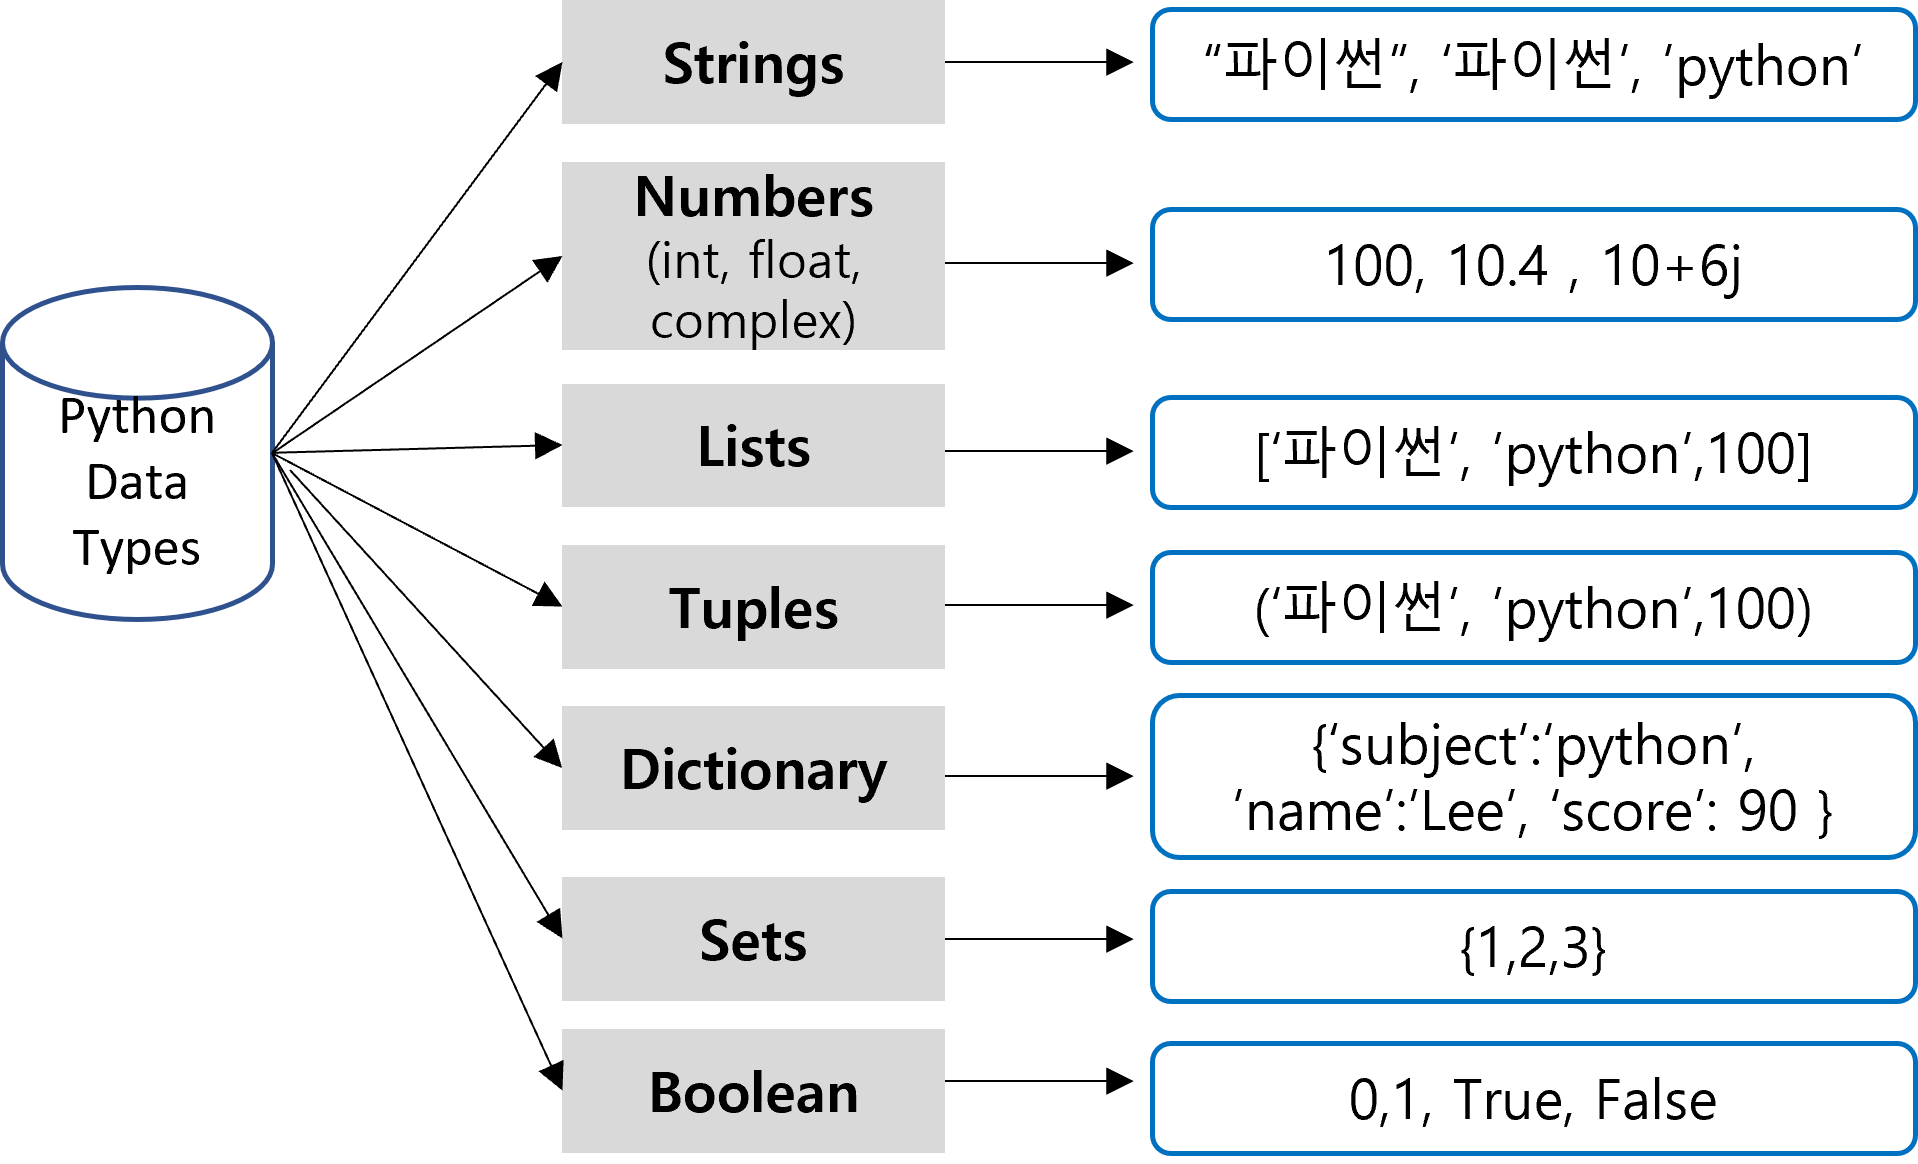 Python
Data
Types
Strings
“파이썬”, ‘파이썬’, ’python‘
Numbers
(int, float,
complex)
100, 10.4 , 10+6j
Lists
[‘파이썬‘, ’python‘,100]
Tuples
(‘파이썬‘, ‘python‘,100)
Dictionary
{‘subject’:‘python‘,
‘name’:‘Lee‘, ‘score’: 90 }
Sets
{1,2,3}
Boolean
0,1, True, False